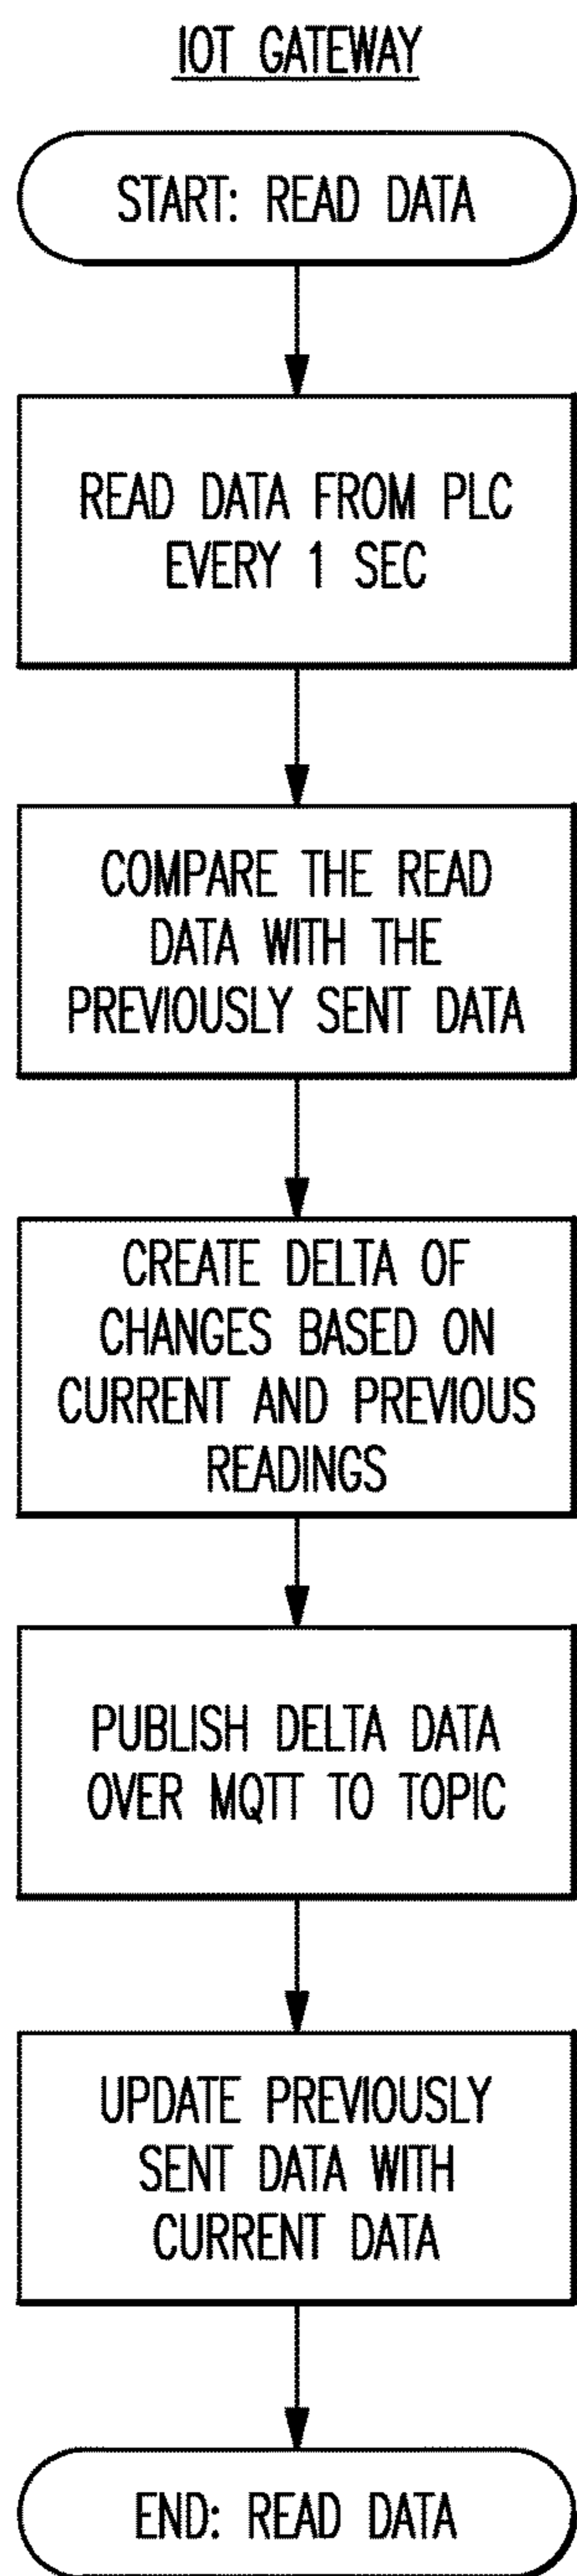 IOT GATEWAY
START: READ DATA
READ DATA FROM PLC
EVERY 1 SEC
COMPARE THE READ
DATA WITH THE
PREVIOUSLY SENT DATA
CREATE DELTA OF
CHANGES BASED ON
CURRENT AND PREVIOUS
READINGS
PUBLISH DELTA DATA
OVER MQTT TO TOPIC
UPDATE PREVIOUSLY
SENT DATA WITH
CURRENT DATA
END: READ DATA